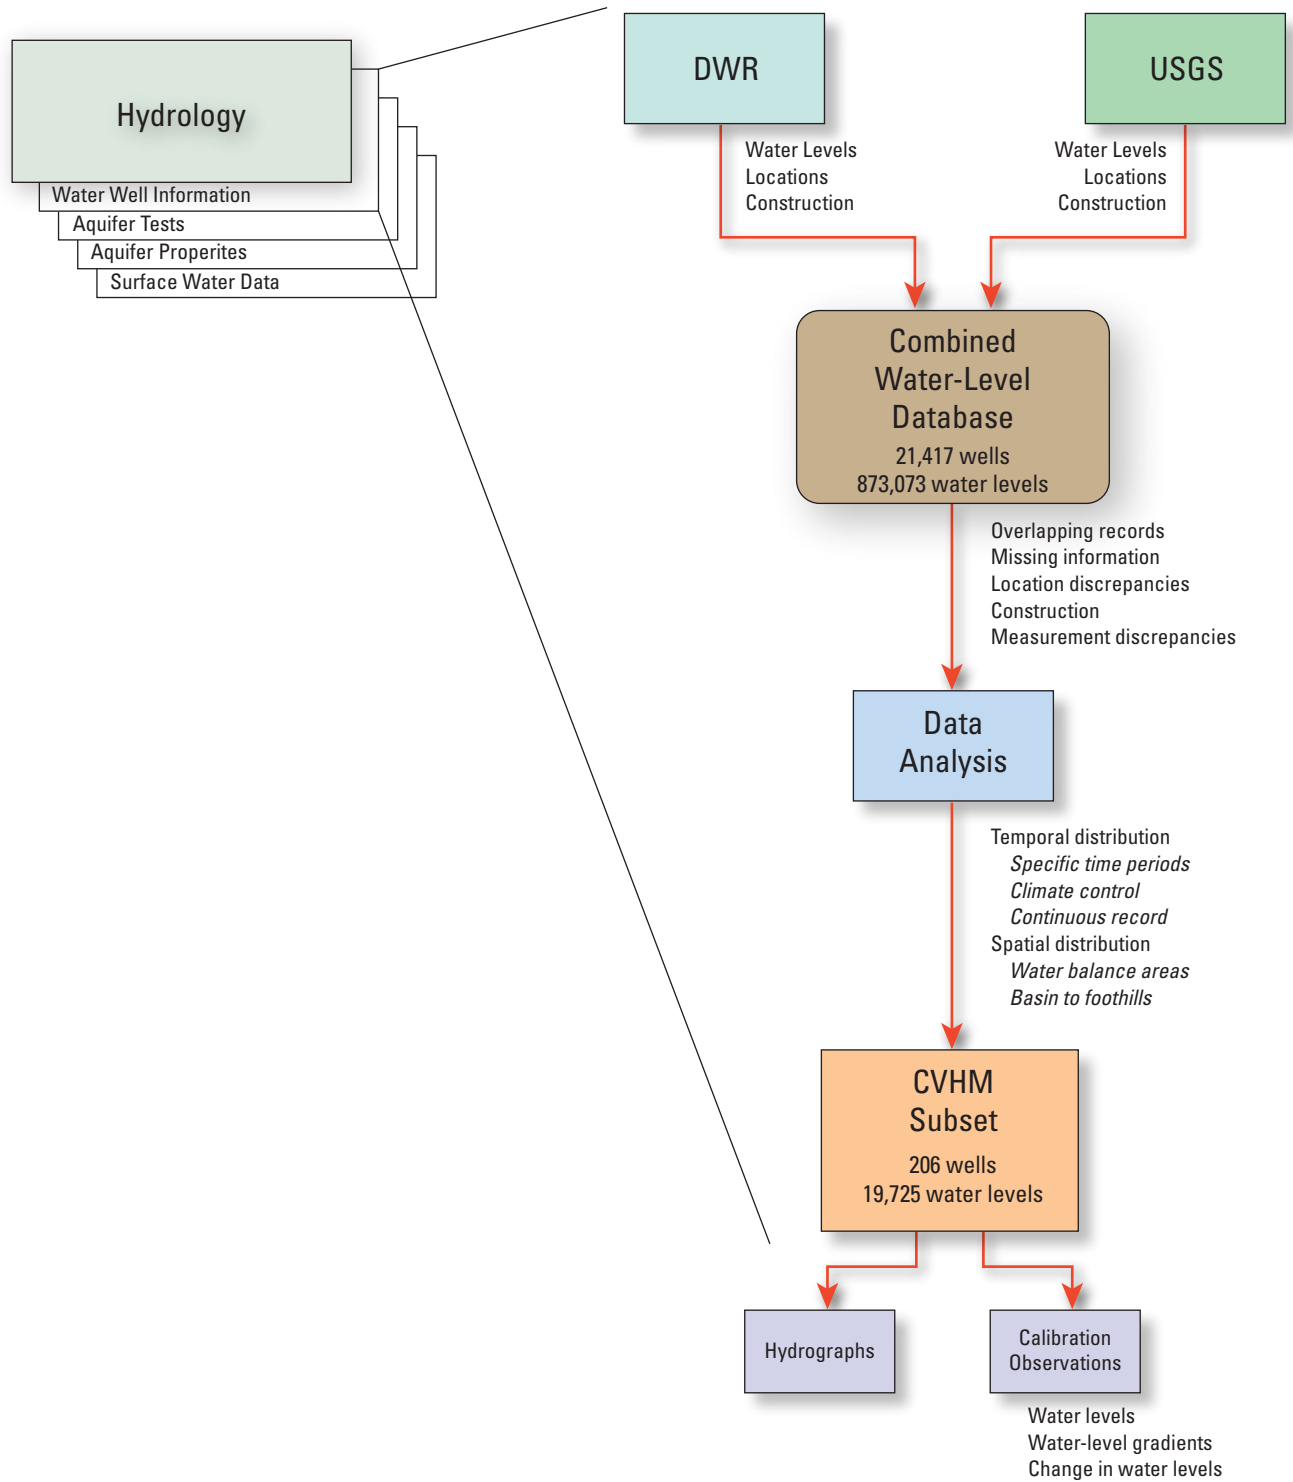 Hydrology
Water Well Information
Aquifer Tests
Aquifer Properites
Surface Water Data
DWR
USGS
Water Levels
Locations
Construction
Water Levels
Locations
Construction
Combined
Water-Level
Database
21,417 wells
873,073 water levels
Overlapping records
Missing information
Location discrepancies
Construction
Measurement discrepancies
Data
Analysis
Temporal distribution
Specific time periods
Climate control
Continuous record
Spatial distribution
Water balance areas
Basin to foothills
CVHM
Subset
206 wells
19,725 water levels
Hydrographs
Calibration
Observations
Water levels
Water-level gradients
Change in water levels